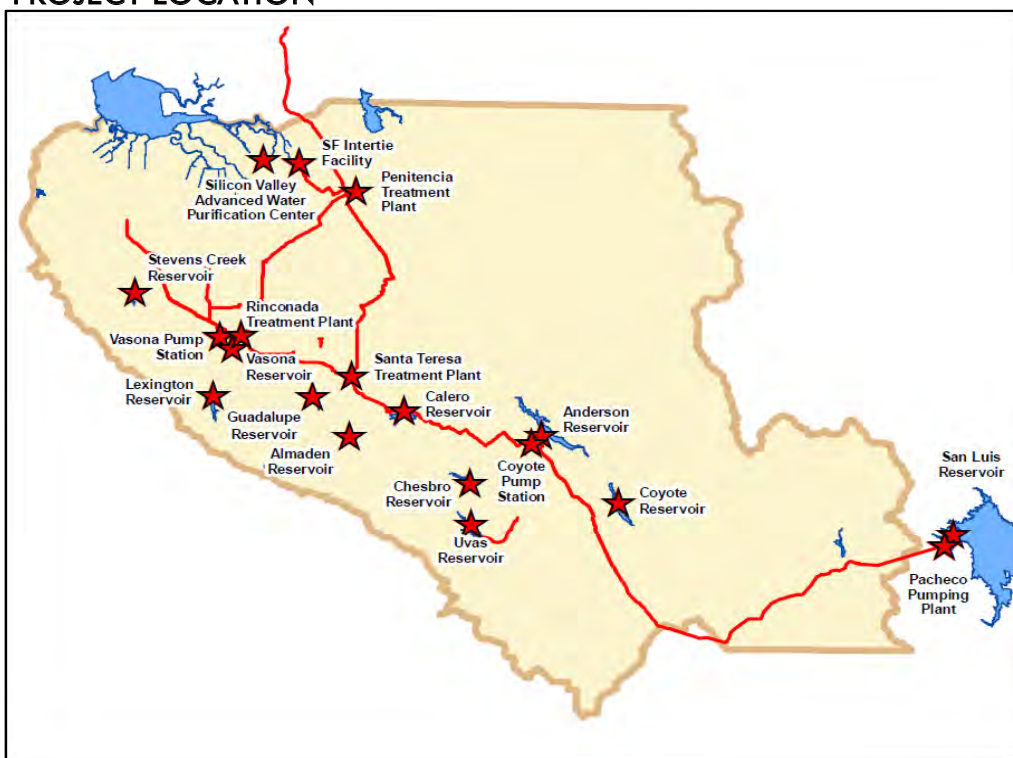 PROJECT LOCATION
SF Intertie
Facility
Silicon Valley
Advanced Water
Purification Center
Penitencia
Treatment
Plant
Stevens Creek
Reservoir
Rinconada
Treatment Plant
Vasona Pump
Station
Vasona
Reservoir
Santa Teresa
Treatment Plant
Lexington
Reservoir
Guadalupe
Reservoir
Calero
Reservoir
Almaden
Reservoir
Anderson
Reservoir
Coyote
Pump
Station
Chesbro
Reservoir
Coyote
Reservoir
Uvas
Reservoir
San Luis
Reservoir
Pacheco
Pumping
Plant